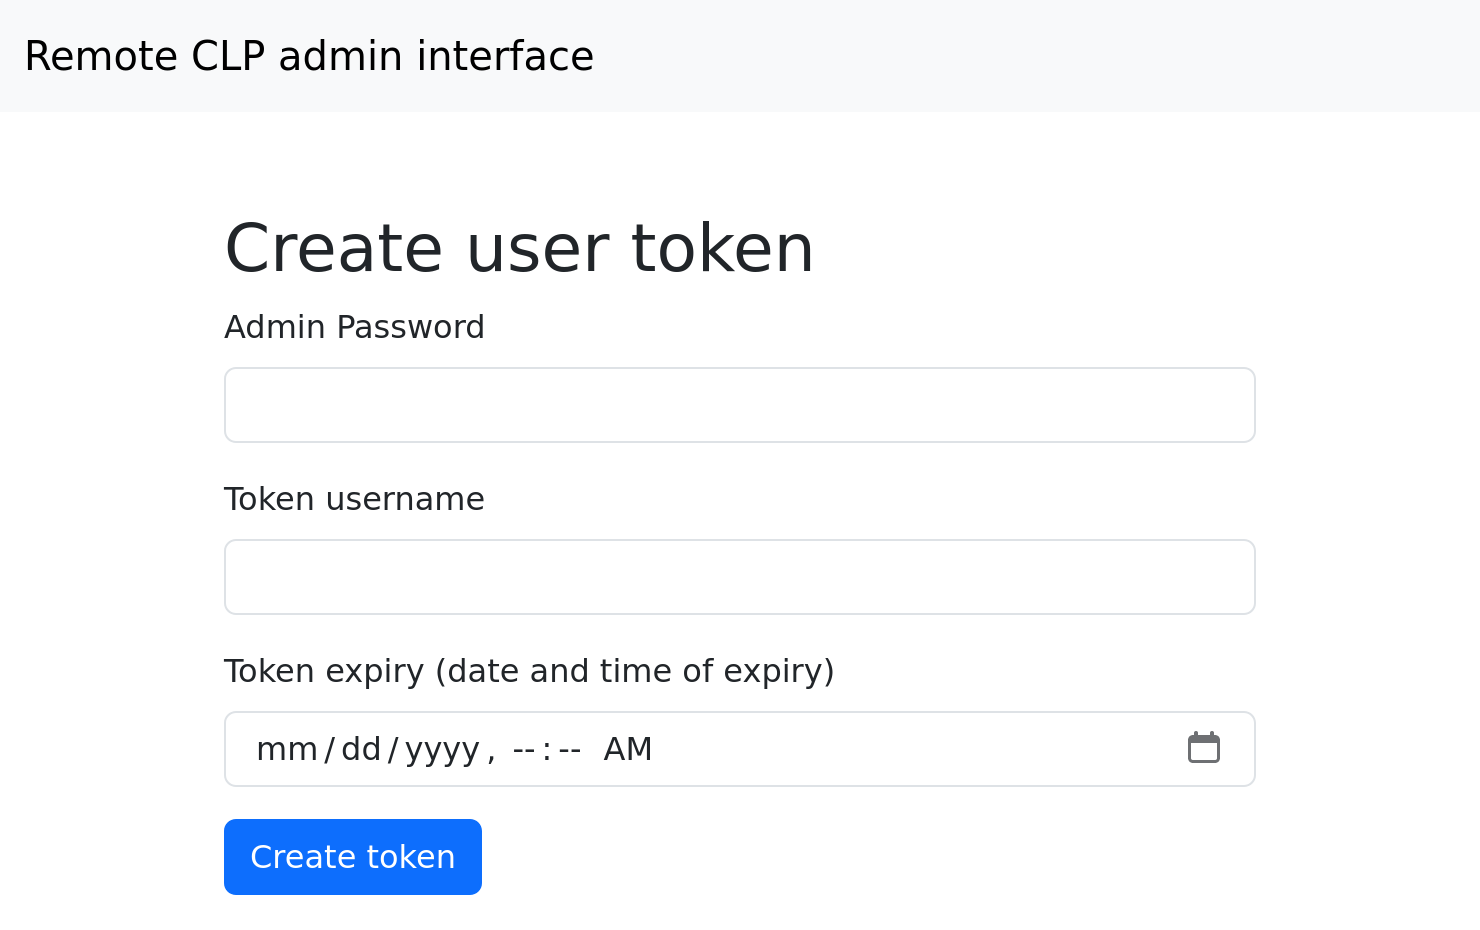 Remote CLP admin interface
Create user token
Admin Password
Token username
Token expiry (date and time of expiry)
mm/dd/yyyy, --:-- AM
Create token